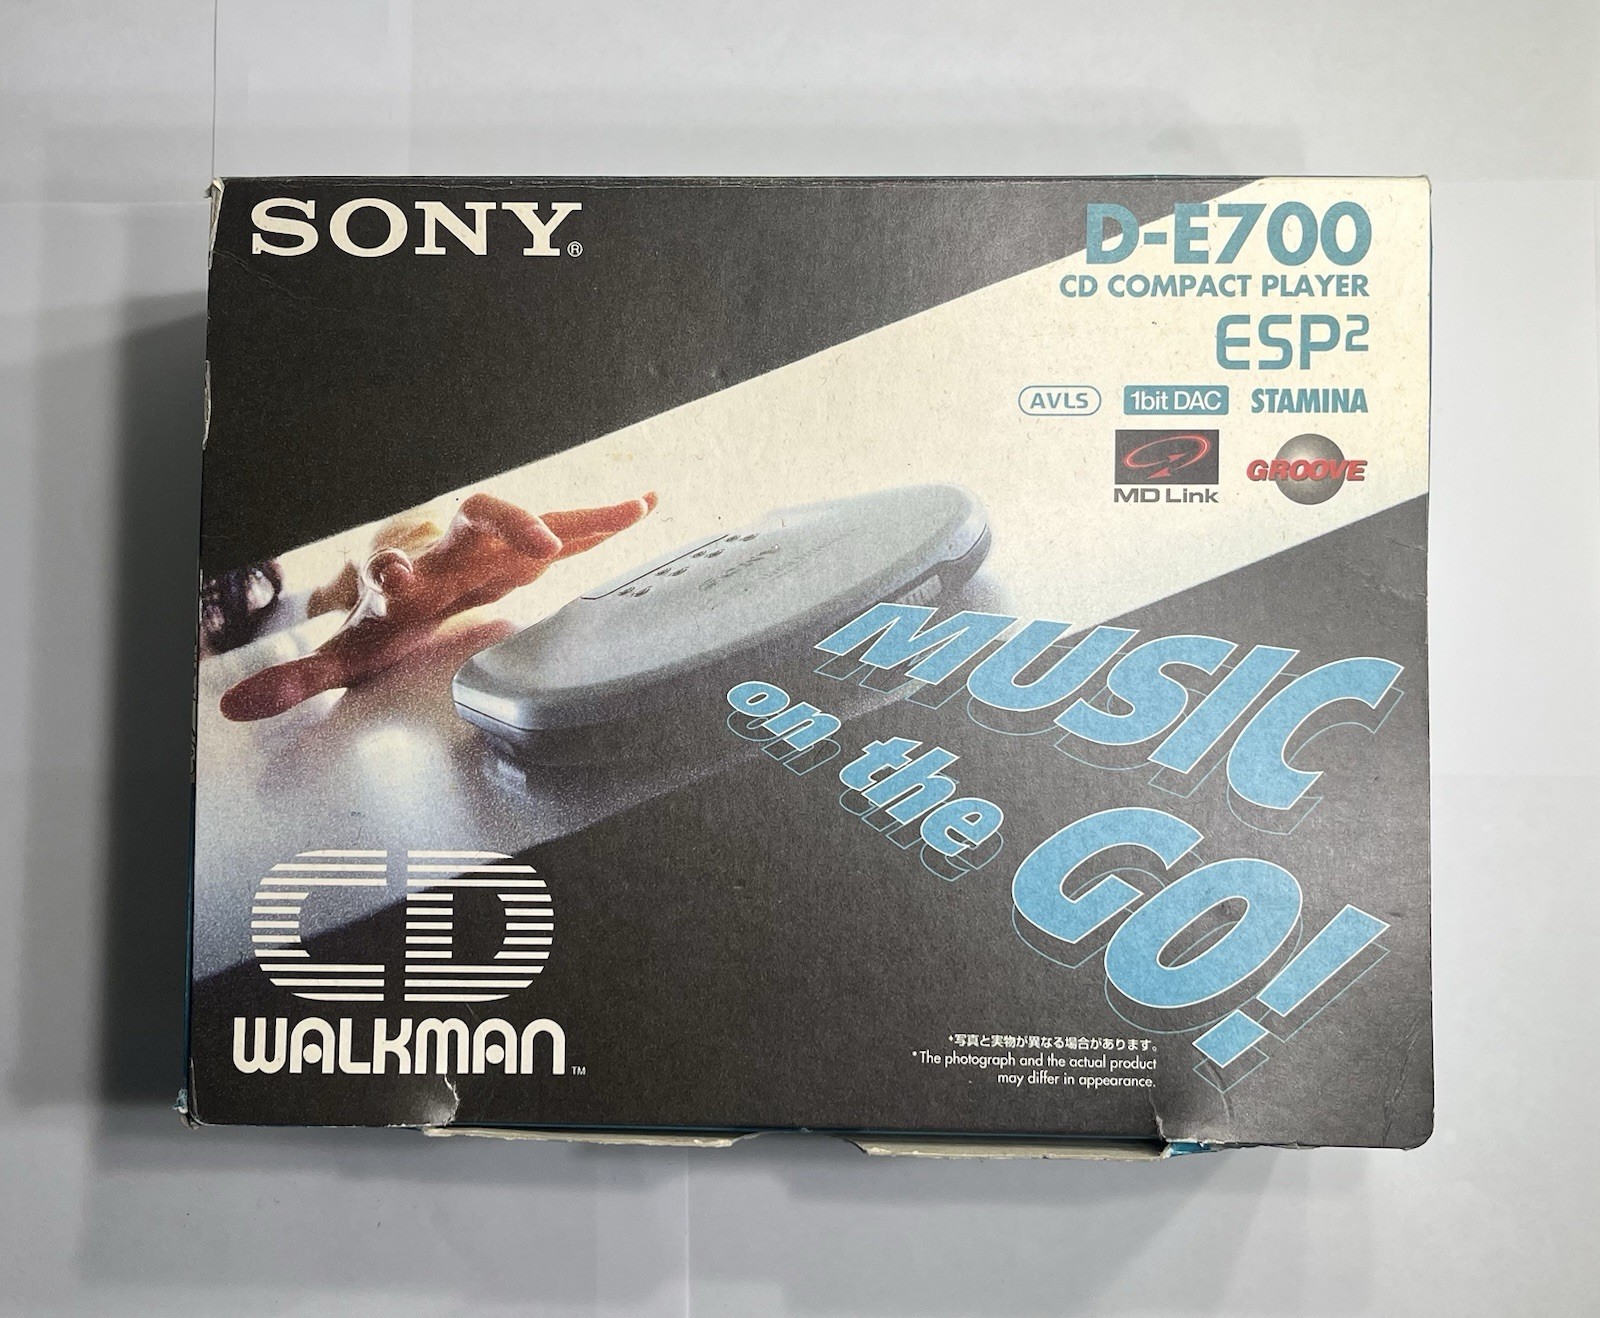 SONY®
D-E700
CD COMPACT PLAYER
ESP2
AVLS 1bit DAC STAMINA
MD Link GROOVE
MUSIC
on the
GO!
CD
WALKMAN™
*写真と実物が異なる場合があります。
*The photograph and the actual product
may differ in appearance.